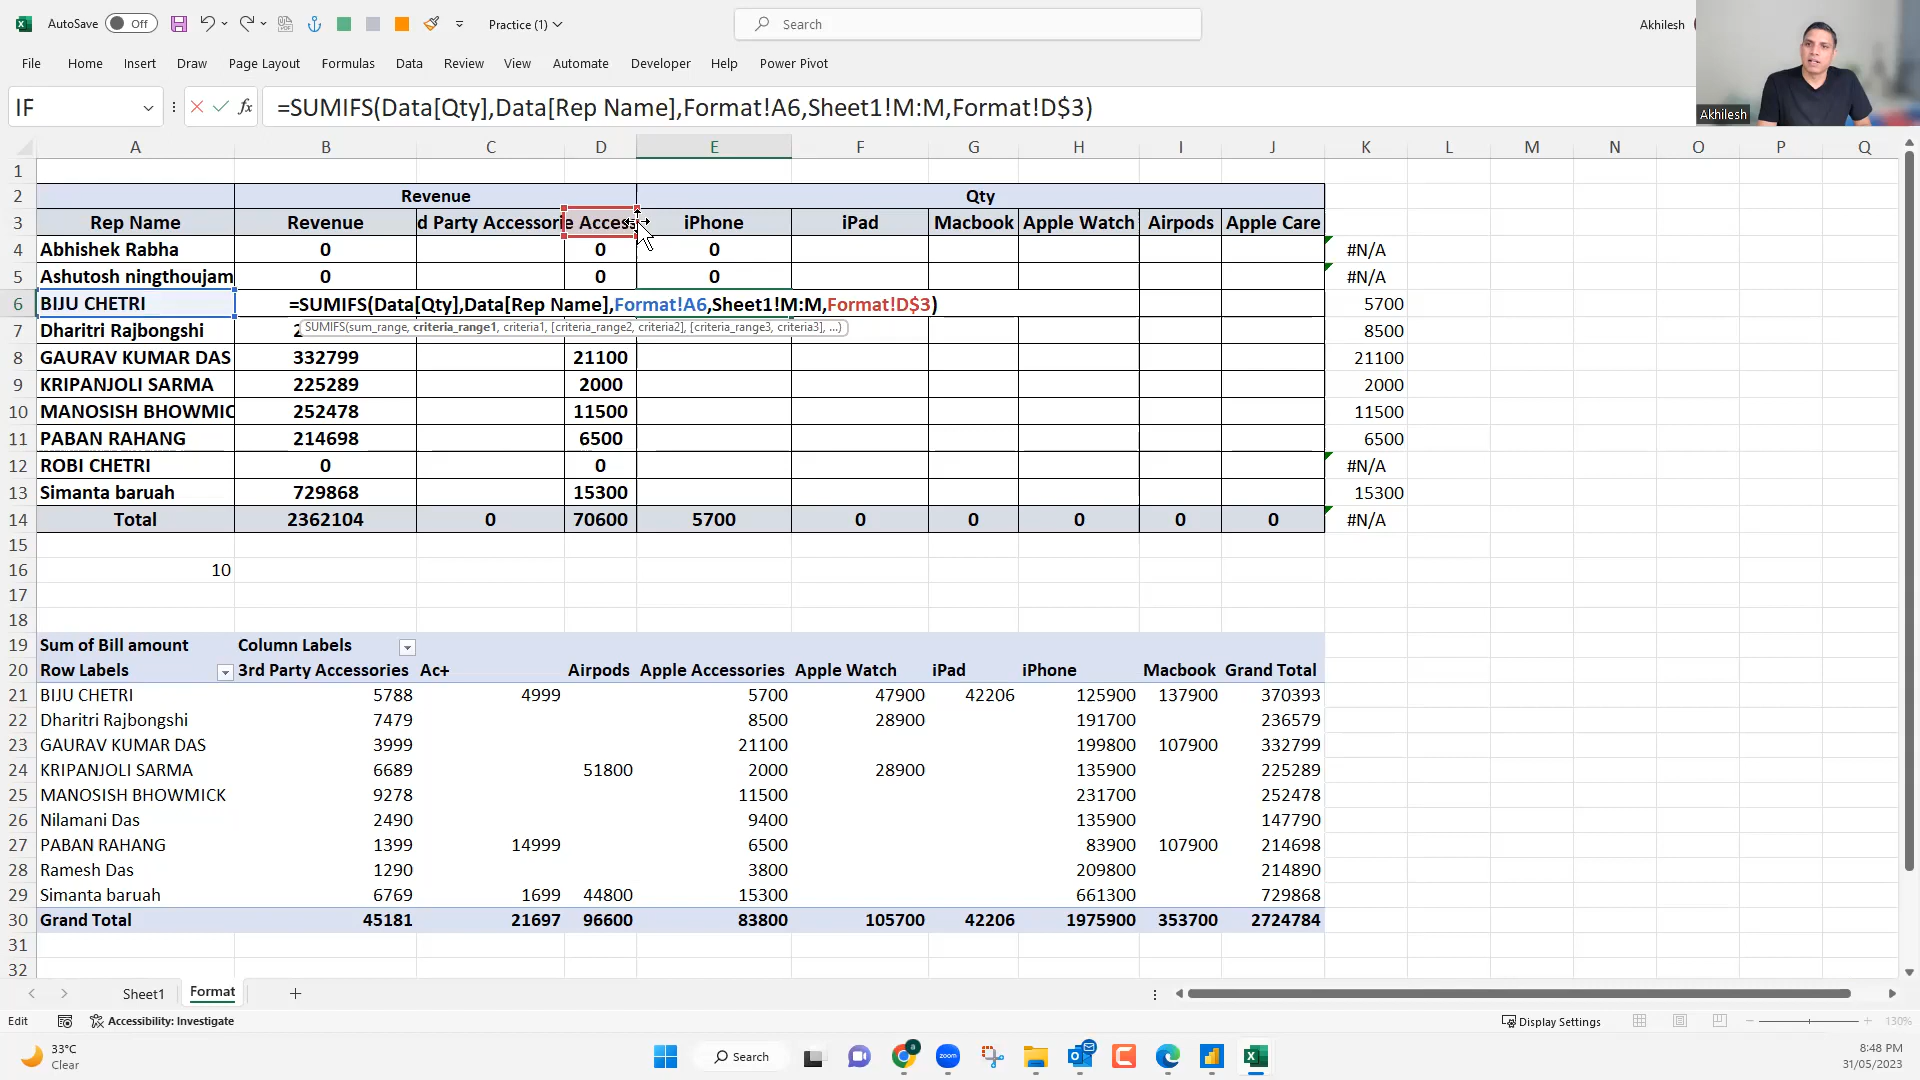 AutoSave Off Practice (1) Search Akhilesh
File Home Insert Draw Page Layout Formulas Data Review View Automate Developer Help Power Pivot
IF fx =SUMIFS(Data[Qty],Data[Rep Name],Format!A6,Sheet1!M:M,Format!D$3)
Akhilesh
A B C D E F G H I J K L M N O P Q
1
2 Revenue Qty
3 Rep Name Revenue d Party Accessori e Access iPhone iPad Macbook Apple Watch Airpods Apple Care
4 Abhishek Rabha 0 0 0 #N/A
5 Ashutosh ningthoujam 0 0 0 #N/A
6 BIJU CHETRI =SUMIFS(Data[Qty],Data[Rep Name],Format!A6,Sheet1!M:M,Format!D$3) 5700
7 Dharitri Rajbongshi 2 SUMIFS(sum_range, criteria_range1, criteria1, [criteria_range2, criteria2], [criteria_range3, criteria3], ...) 8500
8 GAURAV KUMAR DAS 332799 21100 21100
9 KRIPANJOLI SARMA 225289 2000 2000
10 MANOSISH BHOWMIC 252478 11500 11500
11 PABAN RAHANG 214698 6500 6500
12 ROBI CHETRI 0 0 #N/A
13 Simanta baruah 729868 15300 15300
14 Total 2362104 0 70600 5700 0 0 0 0 0 #N/A
15
16 10
17
18
19 Sum of Bill amount Column Labels
20 Row Labels 3rd Party Accessories Ac+ Airpods Apple Accessories Apple Watch iPad iPhone Macbook Grand Total
21 BIJU CHETRI 5788 4999 5700 47900 42206 125900 137900 370393
22 Dharitri Rajbongshi 7479 8500 28900 191700 236579
23 GAURAV KUMAR DAS 3999 21100 199800 107900 332799
24 KRIPANJOLI SARMA 6689 51800 2000 28900 135900 225289
25 MANOSISH BHOWMICK 9278 11500 231700 252478
26 Nilamani Das 2490 9400 135900 147790
27 PABAN RAHANG 1399 14999 6500 83900 107900 214698
28 Ramesh Das 1290 3800 209800 214890
29 Simanta baruah 6769 1699 44800 15300 661300 729868
30 Grand Total 45181 21697 96600 83800 105700 42206 1975900 353700 2724784
31
32
Sheet1 Format
Edit Accessibility: Investigate Display Settings 130%
33°C
Clear
Search
zoom
8:48 PM
31/05/2023